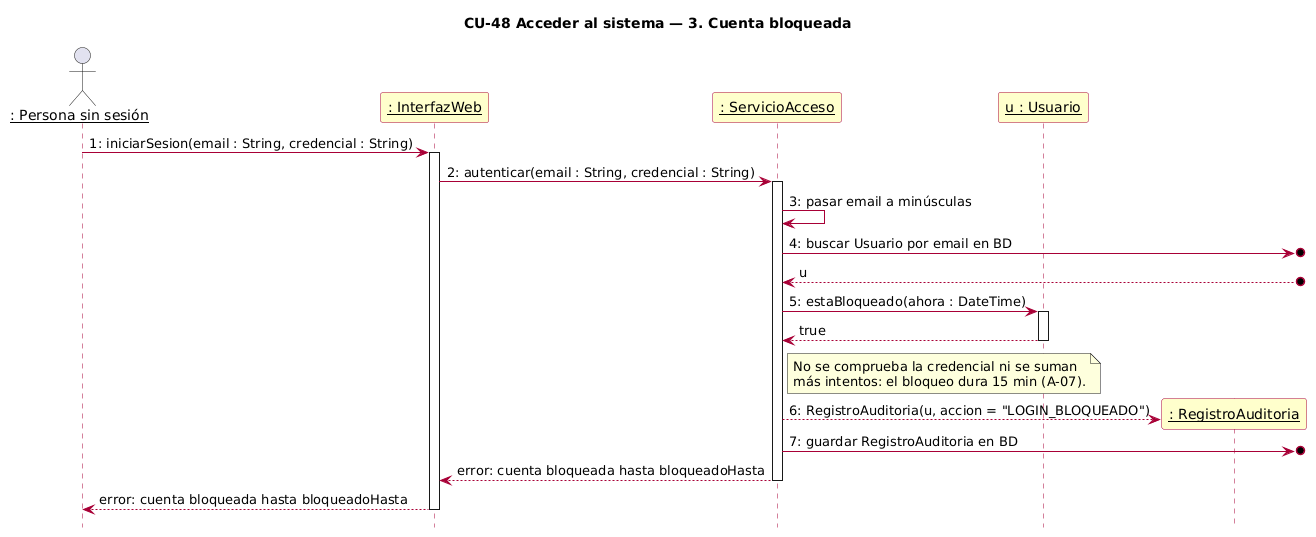 CU-48 Acceder al sistema — 3. Cuenta bloqueada
: Persona sin sesión
: InterfazWeb
: ServicioAcceso
u : Usuario
1: iniciarSesion(email : String, credencial : String)
2: autenticar(email : String, credencial : String)
3: pasar email a minúsculas
4: buscar Usuario por email en BD
u
5: estaBloqueado(ahora : DateTime)
true
No se comprueba la credencial ni se suman
más intentos: el bloqueo dura 15 min (A-07).
6: RegistroAuditoria(u, accion = "LOGIN_BLOQUEADO")
: RegistroAuditoria
7: guardar RegistroAuditoria en BD
error: cuenta bloqueada hasta bloqueadoHasta
error: cuenta bloqueada hasta bloqueadoHasta